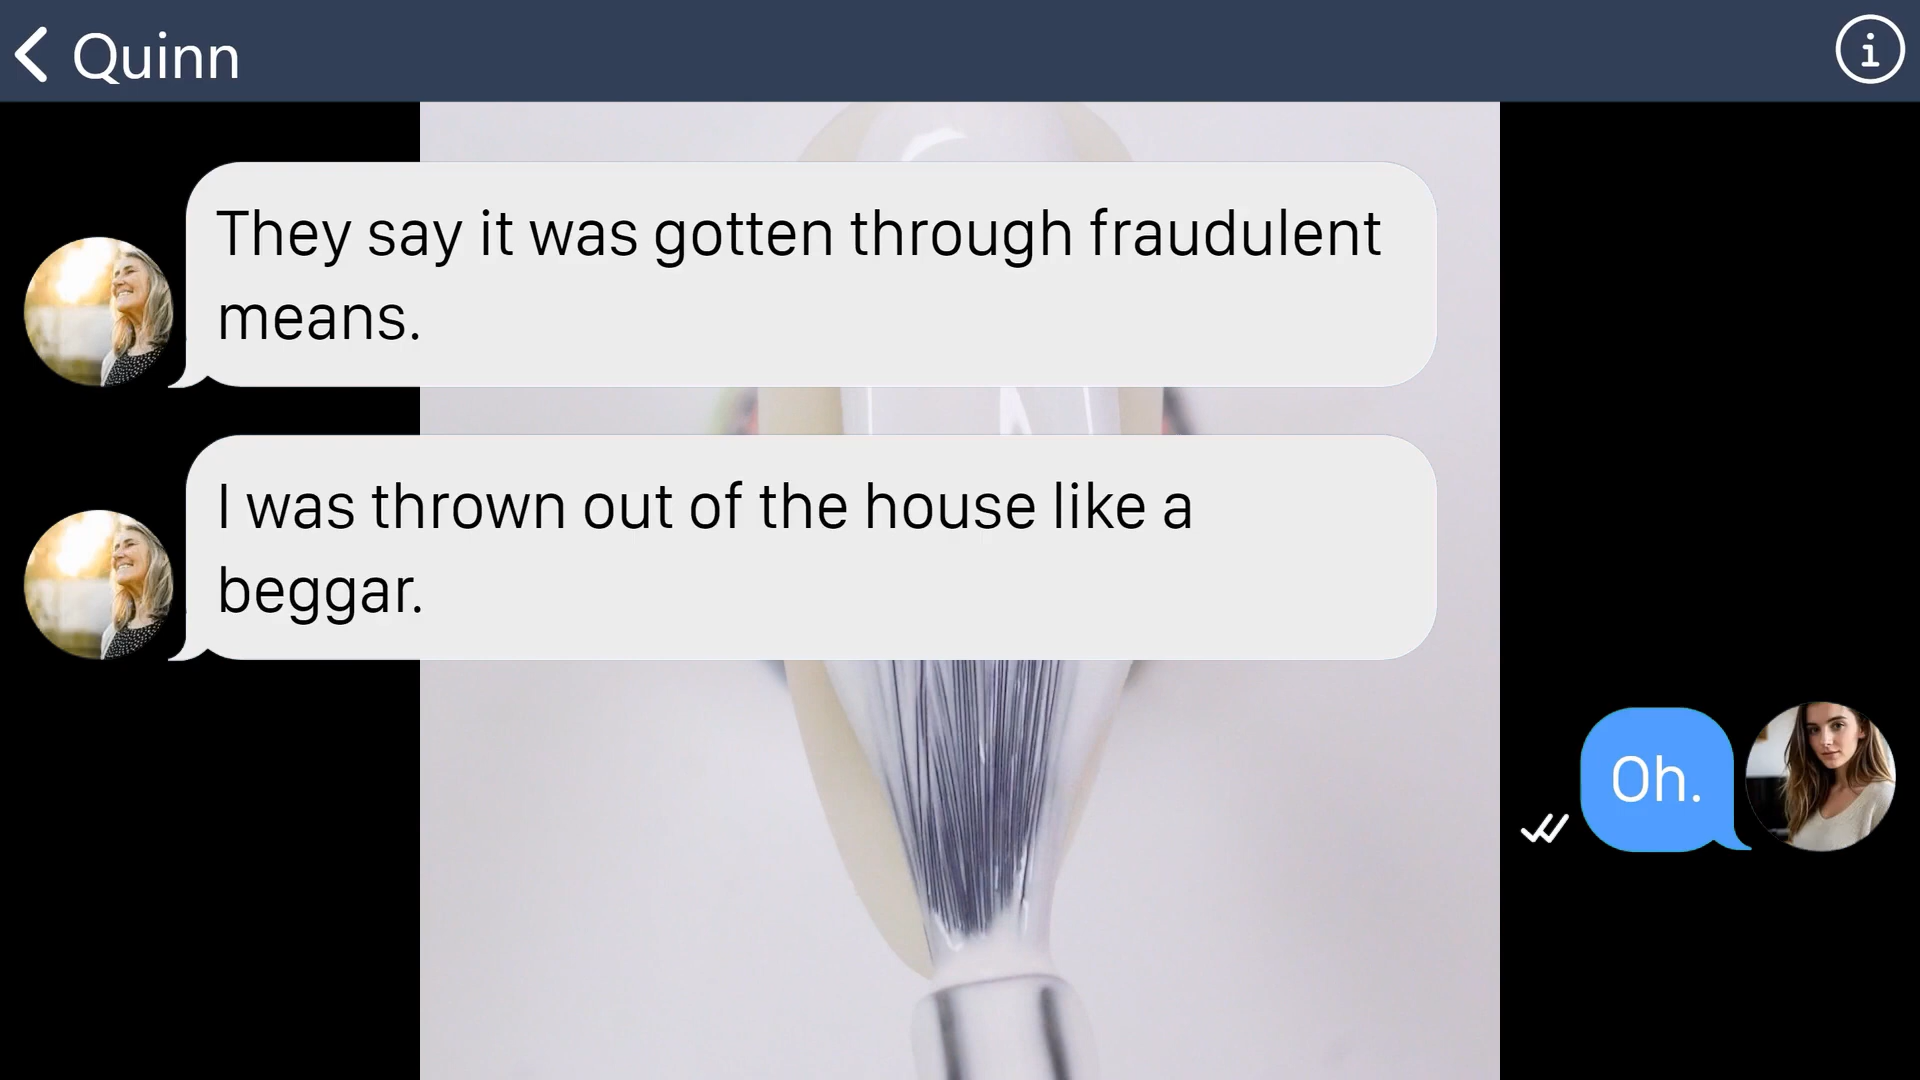 Quinn
They say it was gotten through fraudulent
means.
I was thrown out of the house like a
beggar.
Oh.